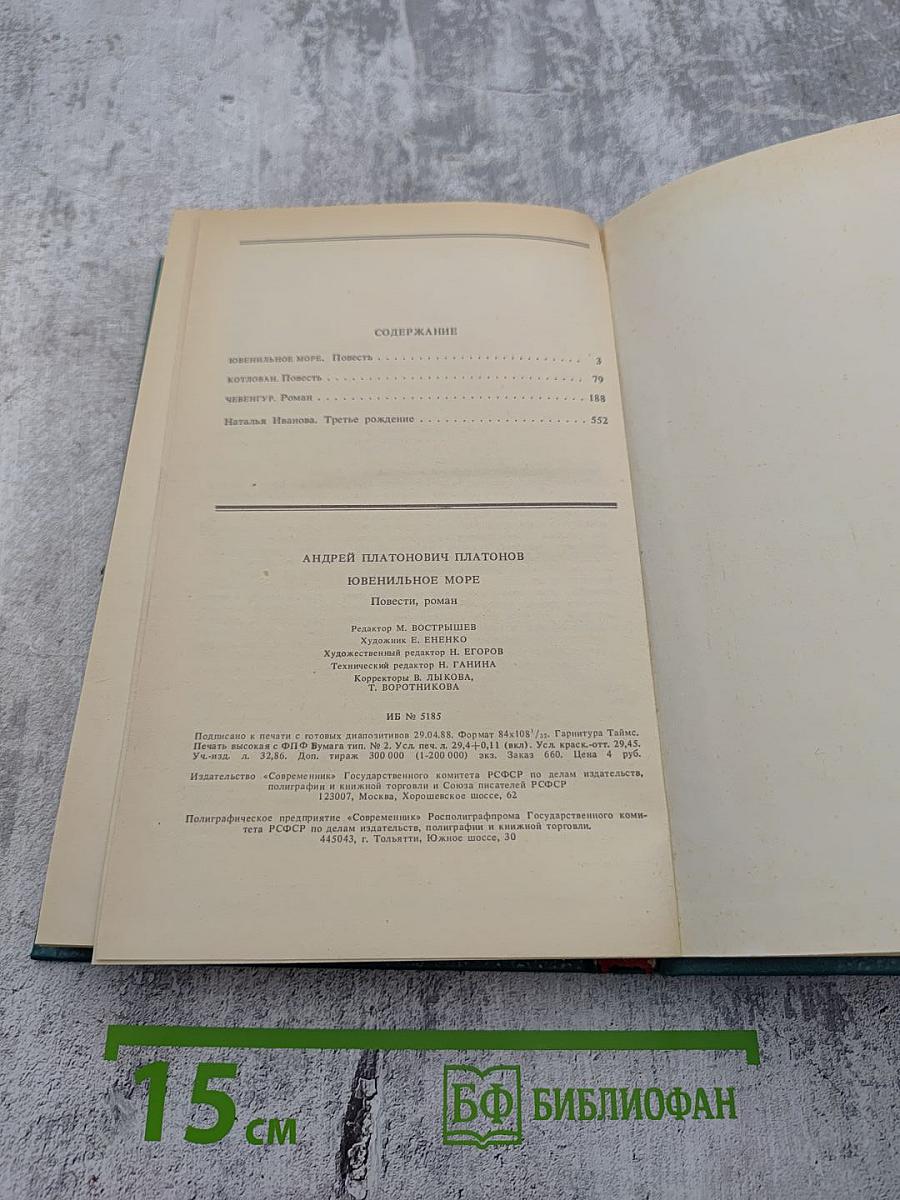 СОДЕРЖАНИЕ
ЮВЕНИЛЬНОЕ МОРЕ. Повесть . . . . . . . . . . . . . . . . . . . . . . . . . . . 3
КОТЛОВАН. Повесть . . . . . . . . . . . . . . . . . . . . . . . . . . . . . . . . . 79
ЧЕВЕНГУР. Роман . . . . . . . . . . . . . . . . . . . . . . . . . . . . . . . . . . 188
Наталья Иванова. Третье рождение . . . . . . . . . . . . . . . . . . . . 552
АНДРЕЙ ПЛАТОНОВИЧ ПЛАТОНОВ
ЮВЕНИЛЬНОЕ МОРЕ
Повести, роман
Редактор М. ВОСТРЫШЕВ
Художник Е. ЕНЕНКО
Художественный редактор Н. ЕГОРОВ
Технический редактор Н. ГАНИНА
Корректоры В. ЛЫКОВА,
Т. ВОРОТНИКОВА
ИБ № 5185
Подписано к печати с готовых диапозитивов 29.04.88. Формат 84х108¹/₃₂. Гарнитура Таймс.
Печать высокая с ФПФ Бумага тип. № 2. Усл. печ. л. 29,4+0,11 (вкл). Усл. краск.-отт. 29,45.
Уч.-изд. л. 32,86. Доп. тираж 300 000 (1-200 000) экз. Заказ 660. Цена 4 руб.
Издательство «Современник» Государственного комитета РСФСР по делам издательств,
полиграфии и книжной торговли и Союза писателей РСФСР
123007, Москва, Хорошевское шоссе, 62
Полиграфическое предприятие «Современник» Росполиграфпрома Государственного коми-
тета РСФСР по делам издательств, полиграфии и книжной торговли.
445043, г. Тольятти, Южное шоссе, 30
15 см
БФ БИБЛИОФАН